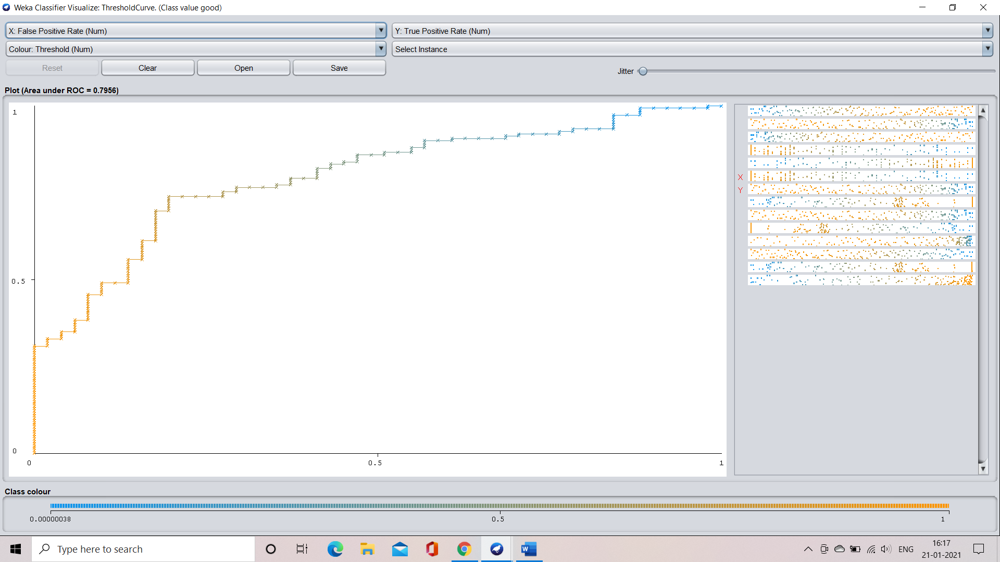 Weka Classifier Visualize: ThresholdCurve. (Class value good)
X: False Positive Rate (Num)
Y: True Positive Rate (Num)
Colour: Threshold (Num)
Select Instance
Reset
Clear
Open
Save
Jitter
Plot (Area under ROC = 0.7956)
1
0.5
0
0
0.5
1
X
Y
Class colour
0.00000038
0.5
1
Type here to search
ENG
16:17
21-01-2021